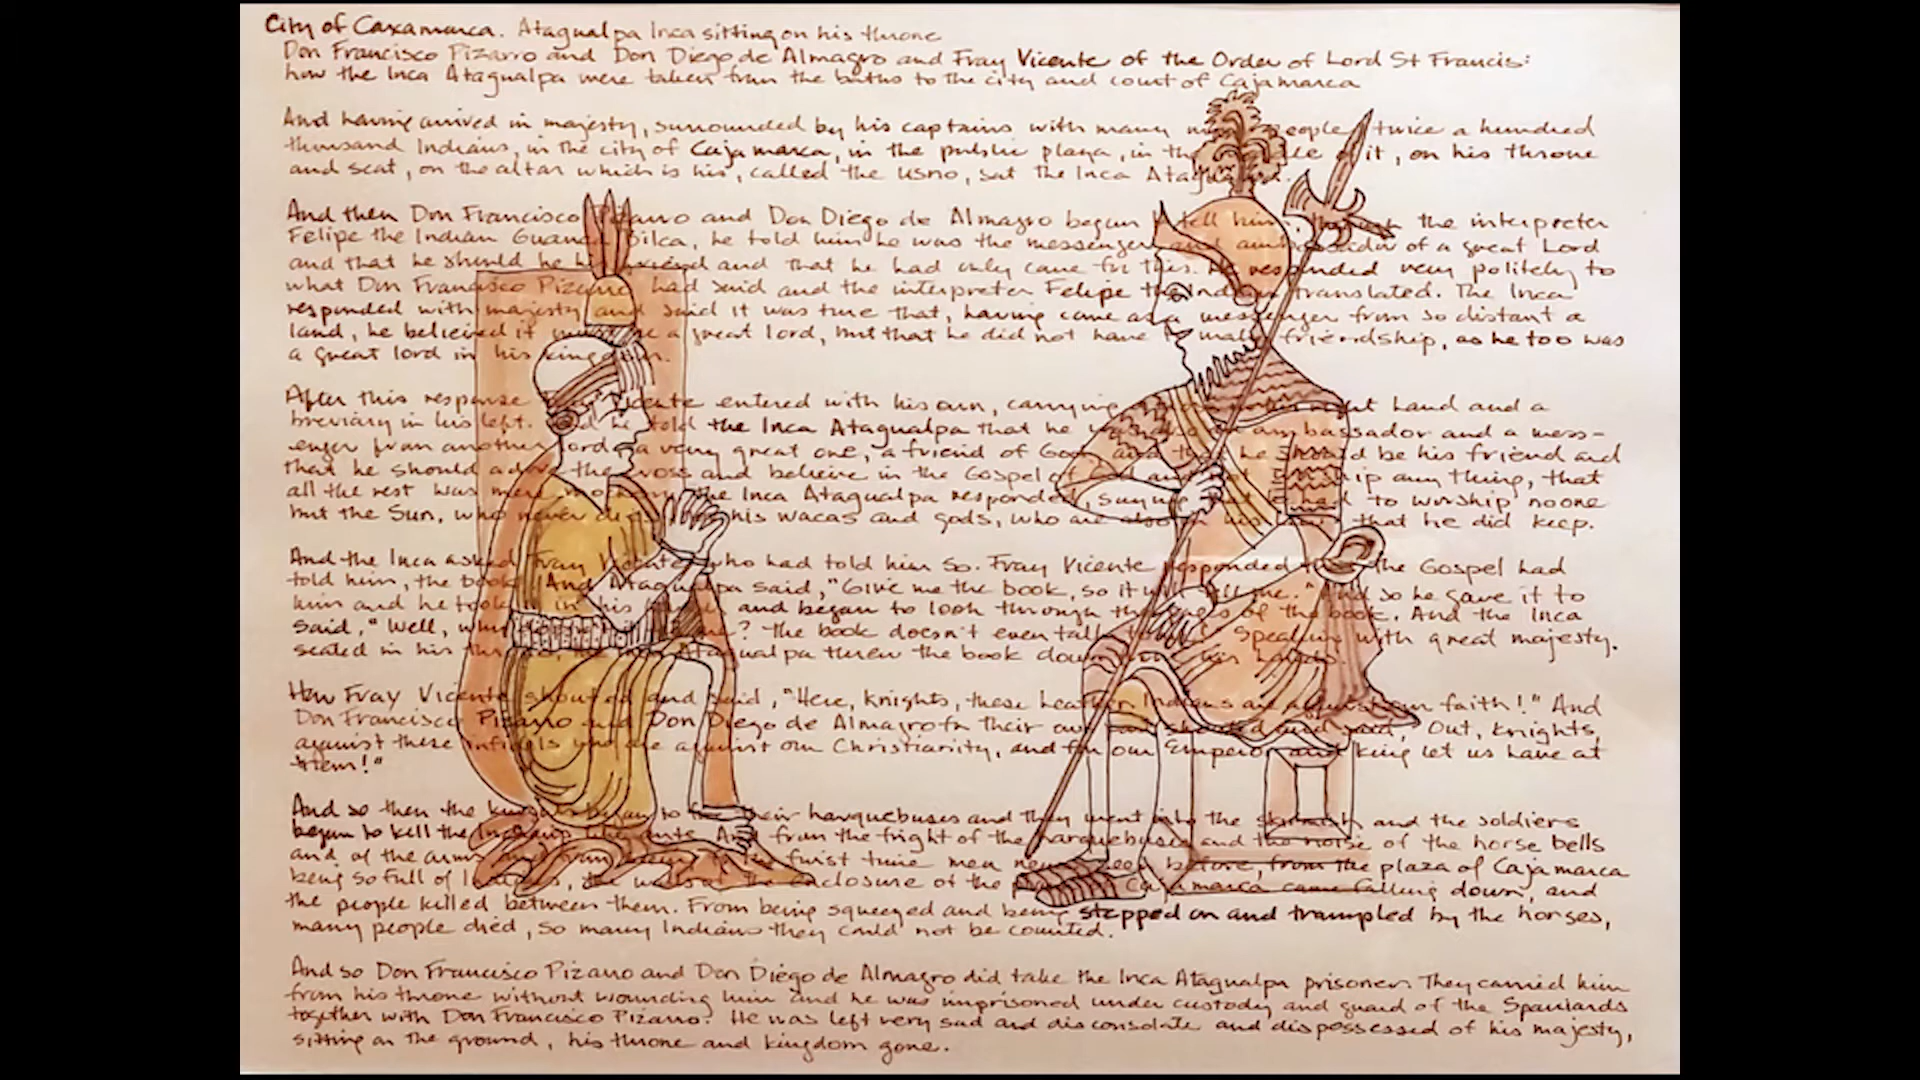 City of Caxamarca. Atagualpa Inca sitting on his throne
Don Francisco Pizarro and Don Diego de Almagro and Fray Vicente of the Order of Lord St Francis:
how the Inca Atagualpa were taken from the baths to the city and court of Cajamarca
And having arrived in majesty, surrounded by his captains with many people, twice a hundred
thousand Indians, in the city of Cajamarca, in the public plaza, in the of it, on his throne
and seat, on the altar which is his, called the usno, sat the Inca Atagualpa.
And then Don Francisco Pizarro and Don Diego de Almagro began to tell him, the interpreter
Felipe the Indian Guanca Bilca, he told him he was the messenger and ambassador of a great Lord
and that he should be his friend and that he had only come for this. He responded very politely to
what Don Francisco Pizarro had said and the interpreter Felipe the Indian translated. The Inca
responded with majesty and said it was true that, having come as a messenger from so distant a
land, he believed it must be a great lord, but that he did not have to make friendship, as he too was
a great lord in his kingdom.
After this response Vicente entered with his own, carrying right hand and a
breviary in his left. And he told the Inca Atagualpa that he was also an ambassador and a mess-
enger from another lord, a very great one, a friend of God, and that he should be his friend and
that he should adore the cross and believe in the Gospel of God and not worship any thing, that
all the rest was mere mockery. The Inca Atagualpa responded, saying that he had to worship no one
but the Sun, who never dies, his wacas and gods, who are also in his that he did keep.
And the Inca asked Fray Vicente who had told him so. Fray Vicente responded that the Gospel had
told him, the book. And Atagualpa said, "Give me the book, so it will tell me." And so he gave it to
him and he took it in his hands and began to look through the pages of the book. And the Inca
said, "Well, why me? The book doesn't even talk to me!" Speaking with great majesty,
seated in his throne, Atagualpa threw the book down from his hands.
How Fray Vicente shouted and said, "Here, knights, these heathen Indians are against our faith!" And
Don Francisco Pizarro and Don Diego de Almagro for their own shouted and said, "Out, knights,
against these infidels who are against our Christianity, and for our Emperor and king let us have at
them!"
And so then the knights began to fire their harquebuses and they went into the skirmish and the soldiers
began to kill the Indians like ants. And from the fright of the harquebuses and the noise of the horse bells
and of the arms and the first time men never seen before, from the plaza of Cajamarca
being so full of Indians, the walls of the enclosure of the plaza of Cajamarca came falling down, and
the people killed between them. From being squeezed and being stepped on and trampled by the horses,
many people died, so many Indians they could not be counted.
And so Don Francisco Pizarro and Don Diego de Almagro did take the Inca Atagualpa prisoner. They carried him
from his throne without wounding him and he was imprisoned under custody and guard of the Spaniards
together with Don Francisco Pizarro. He was left very sad and disconsolate and dispossessed of his majesty,
sitting on the ground, his throne and kingdom gone.